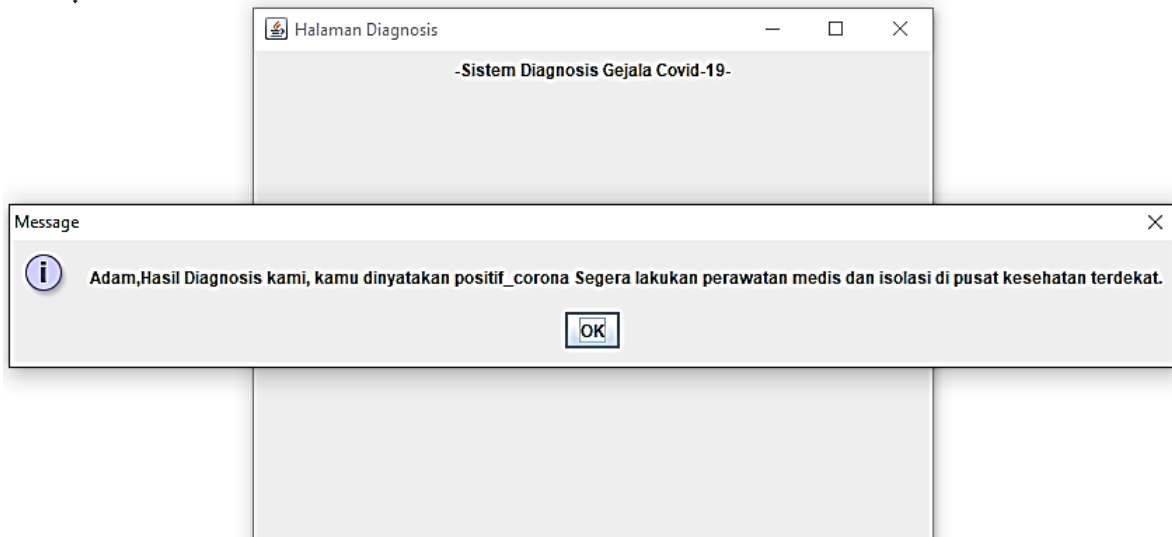 Halaman Diagnosis
-Sistem Diagnosis Gejala Covid-19-
Message
Adam,Hasil Diagnosis kami, kamu dinyatakan positif_corona Segera lakukan perawatan medis dan isolasi di pusat kesehatan terdekat.
OK